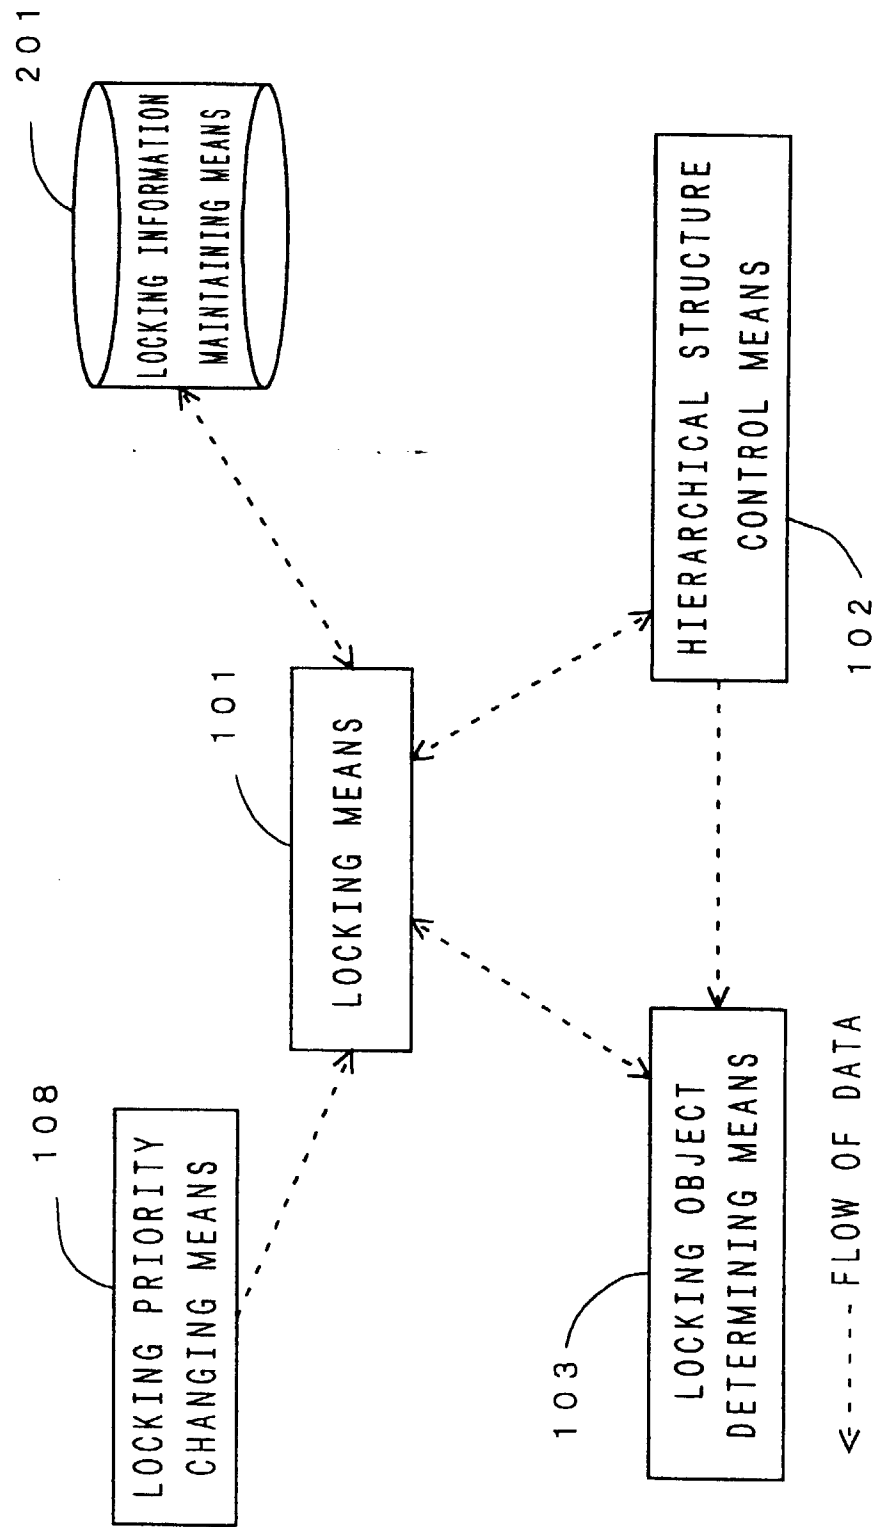 108
LOCKING PRIORITY
CHANGING MEANS
201
LOCKING INFORMATION
MAINTAINING MEANS
101
LOCKING MEANS
103
LOCKING OBJECT
DETERMINING MEANS
HIERARCHICAL STRUCTURE
CONTROL MEANS
102
FLOW OF DATA